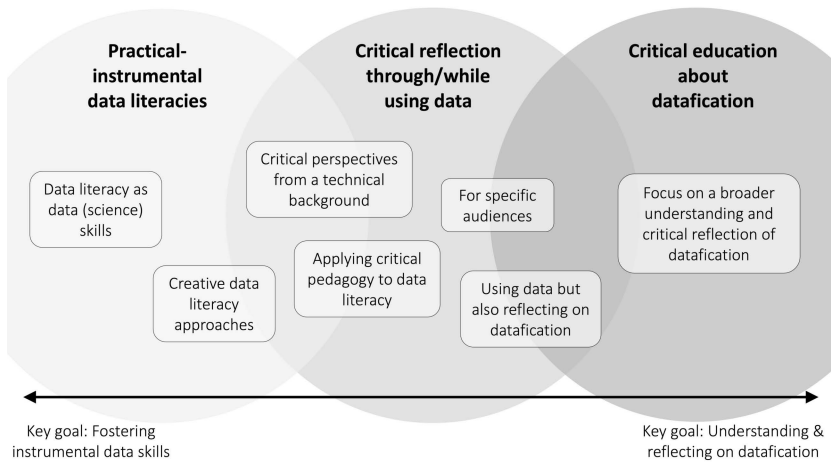 Practical-
instrumental
data literacies
Critical reflection
through/while
using data
Critical education
about
datafication
Data literacy as
data (science)
skills
Creative data
literacy
approaches
Critical perspectives
from a technical
background
Applying critical
pedagogy to data
literacy
For specific
audiences
Using data but
also reflecting on
datafication
Focus on a broader
understanding and
critical reflection of
datafication
Key goal: Fostering
instrumental data skills
Key goal: Understanding &
reflecting on datafication